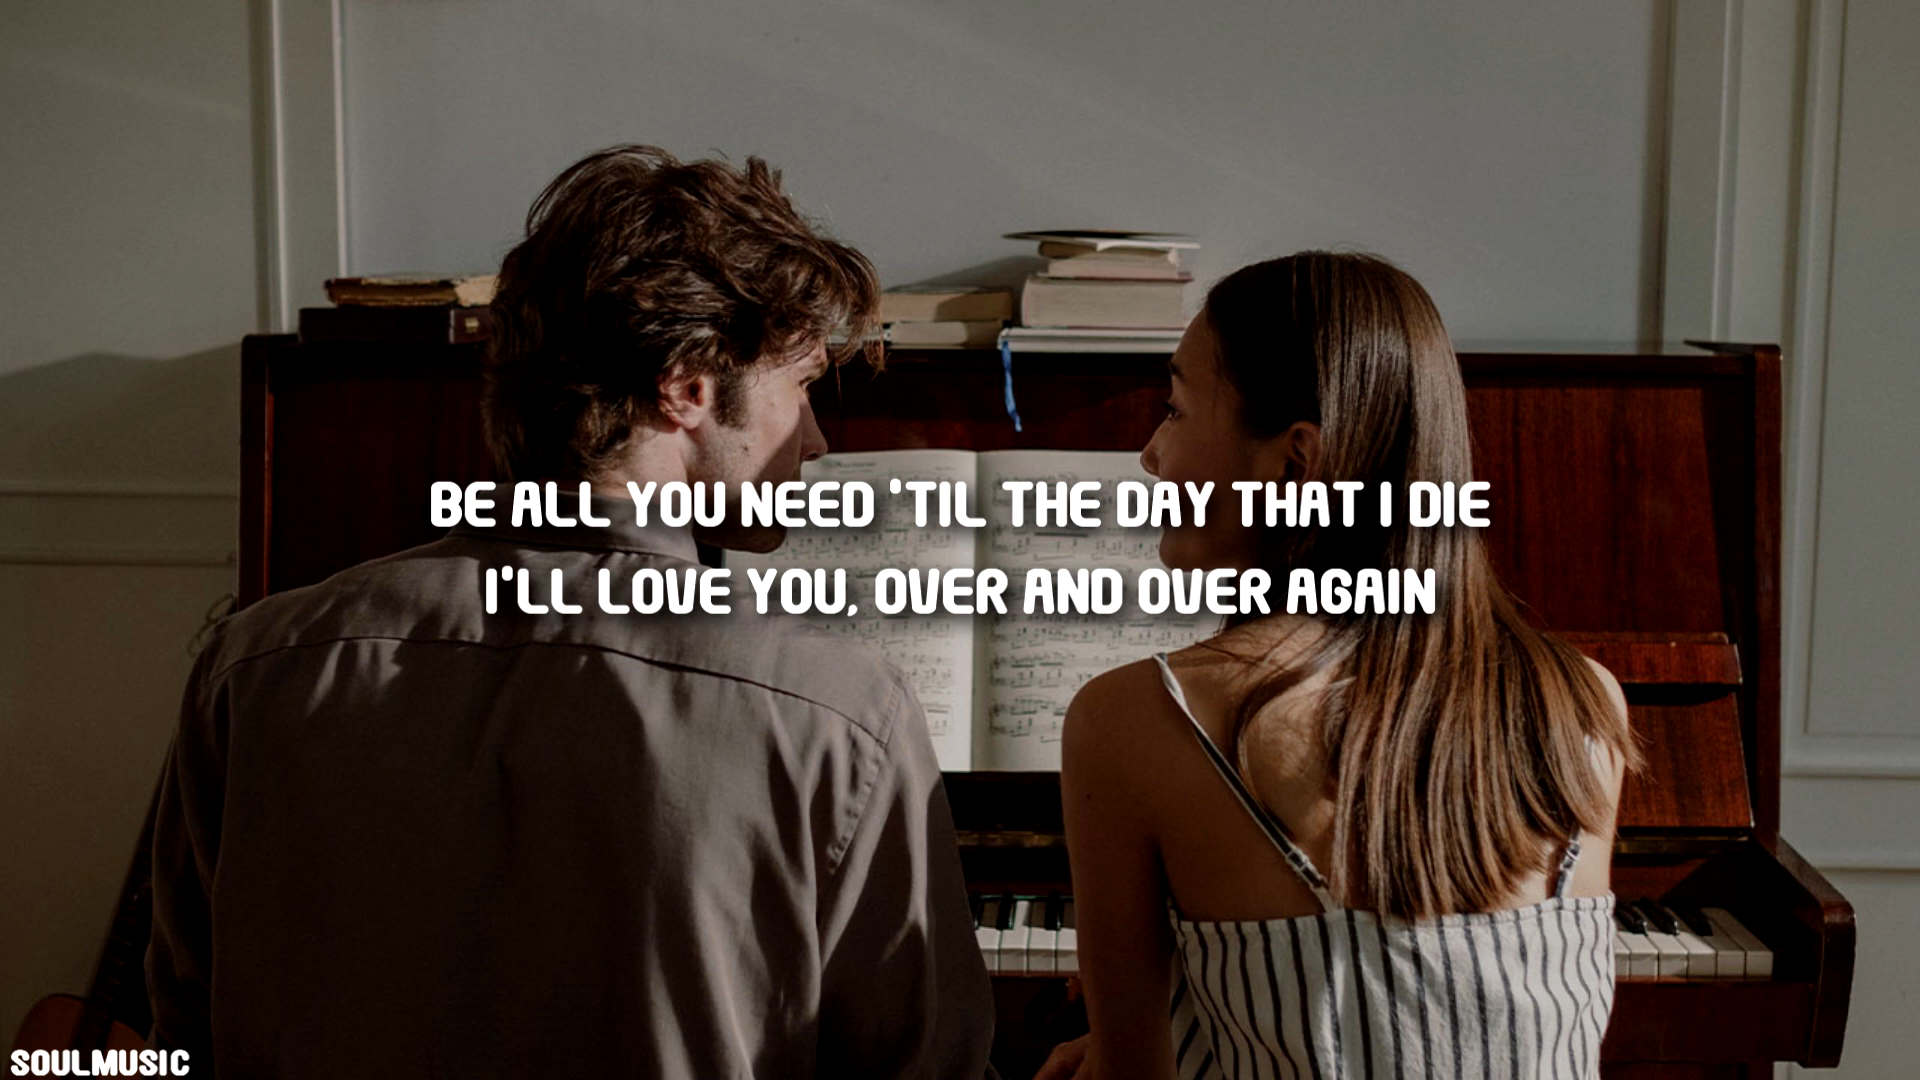 BE ALL YOU NEED 'TIL THE DAY THAT I DIE
I'LL LOVE YOU, OVER AND OVER AGAIN
SOULMUSIC